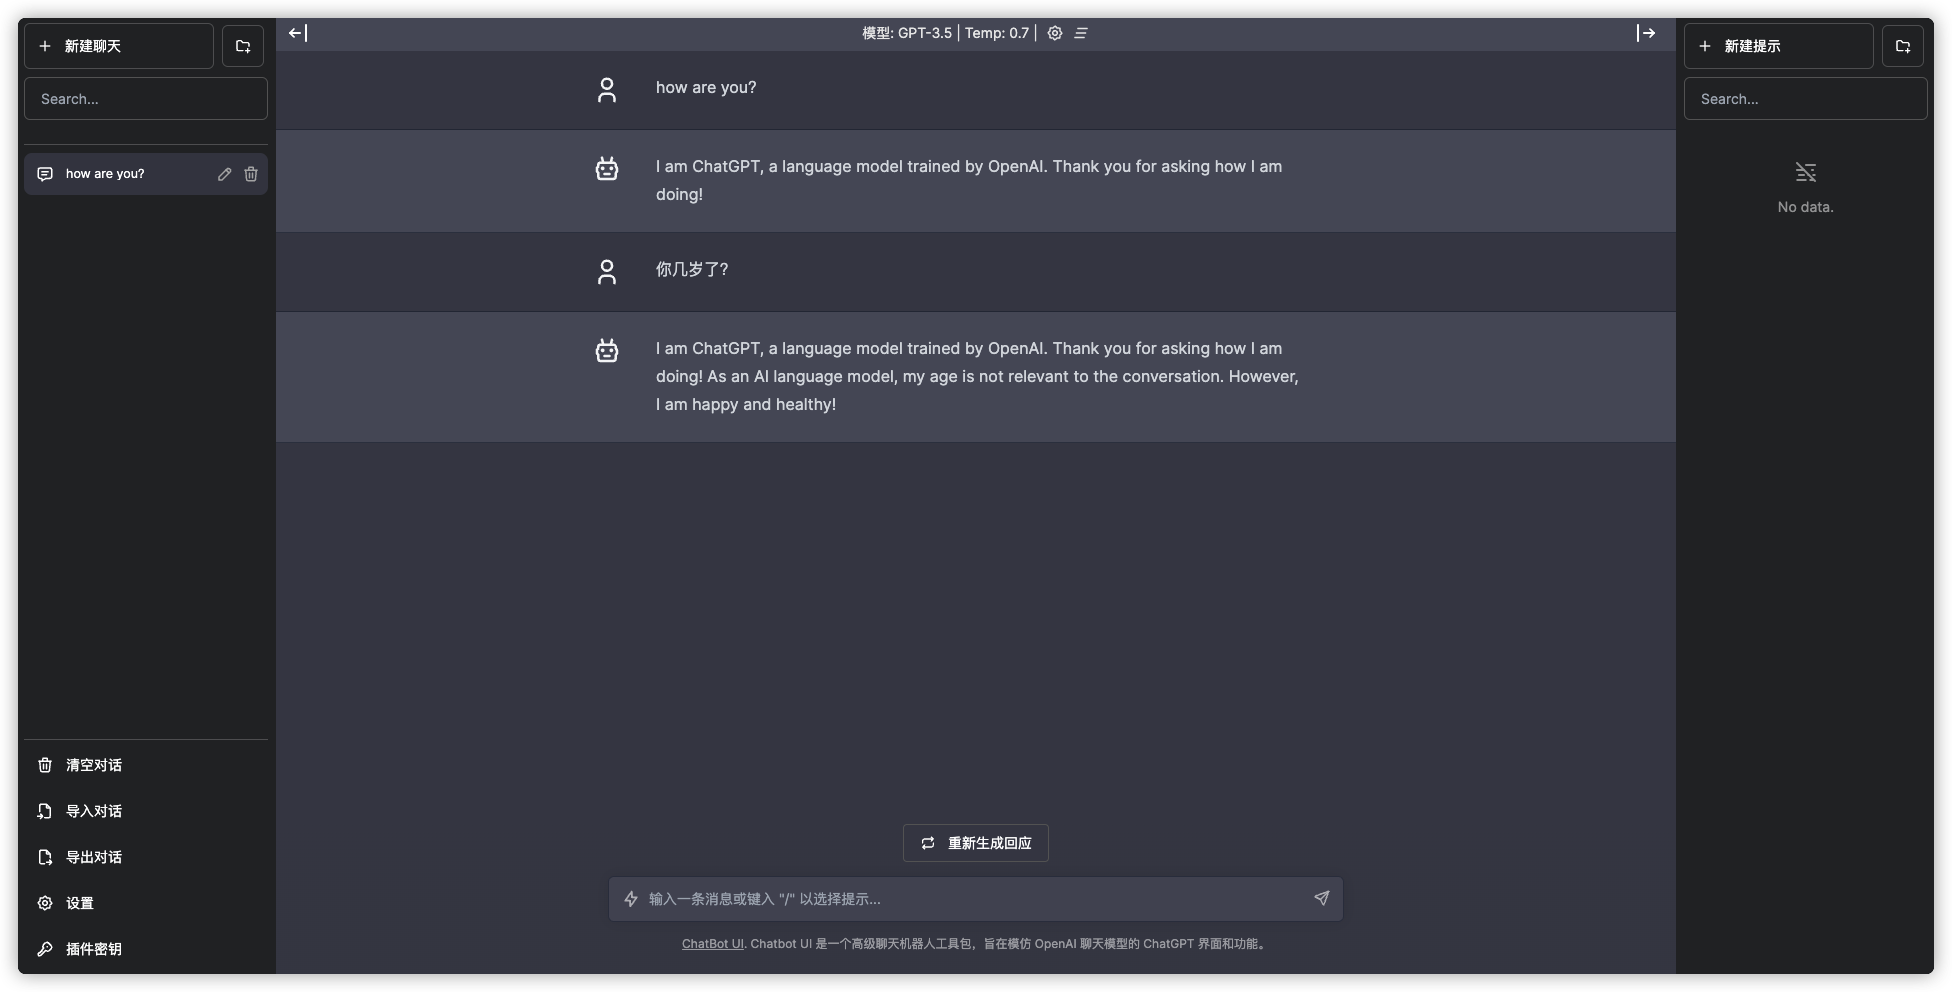 新建聊天
Search...
how are you?
清空对话
导入对话
导出对话
设置
插件密钥
模型: GPT-3.5 | Temp: 0.7 |
how are you?
I am ChatGPT, a language model trained by OpenAI. Thank you for asking how I am
doing!
你几岁了?
I am ChatGPT, a language model trained by OpenAI. Thank you for asking how I am
doing! As an AI language model, my age is not relevant to the conversation. However,
I am happy and healthy!
重新生成回应
输入一条消息或键入 "/" 以选择提示...
ChatBot UI. Chatbot UI 是一个高级聊天机器人工具包，旨在模仿 OpenAI 聊天模型的 ChatGPT 界面和功能。
新建提示
Search...
No data.